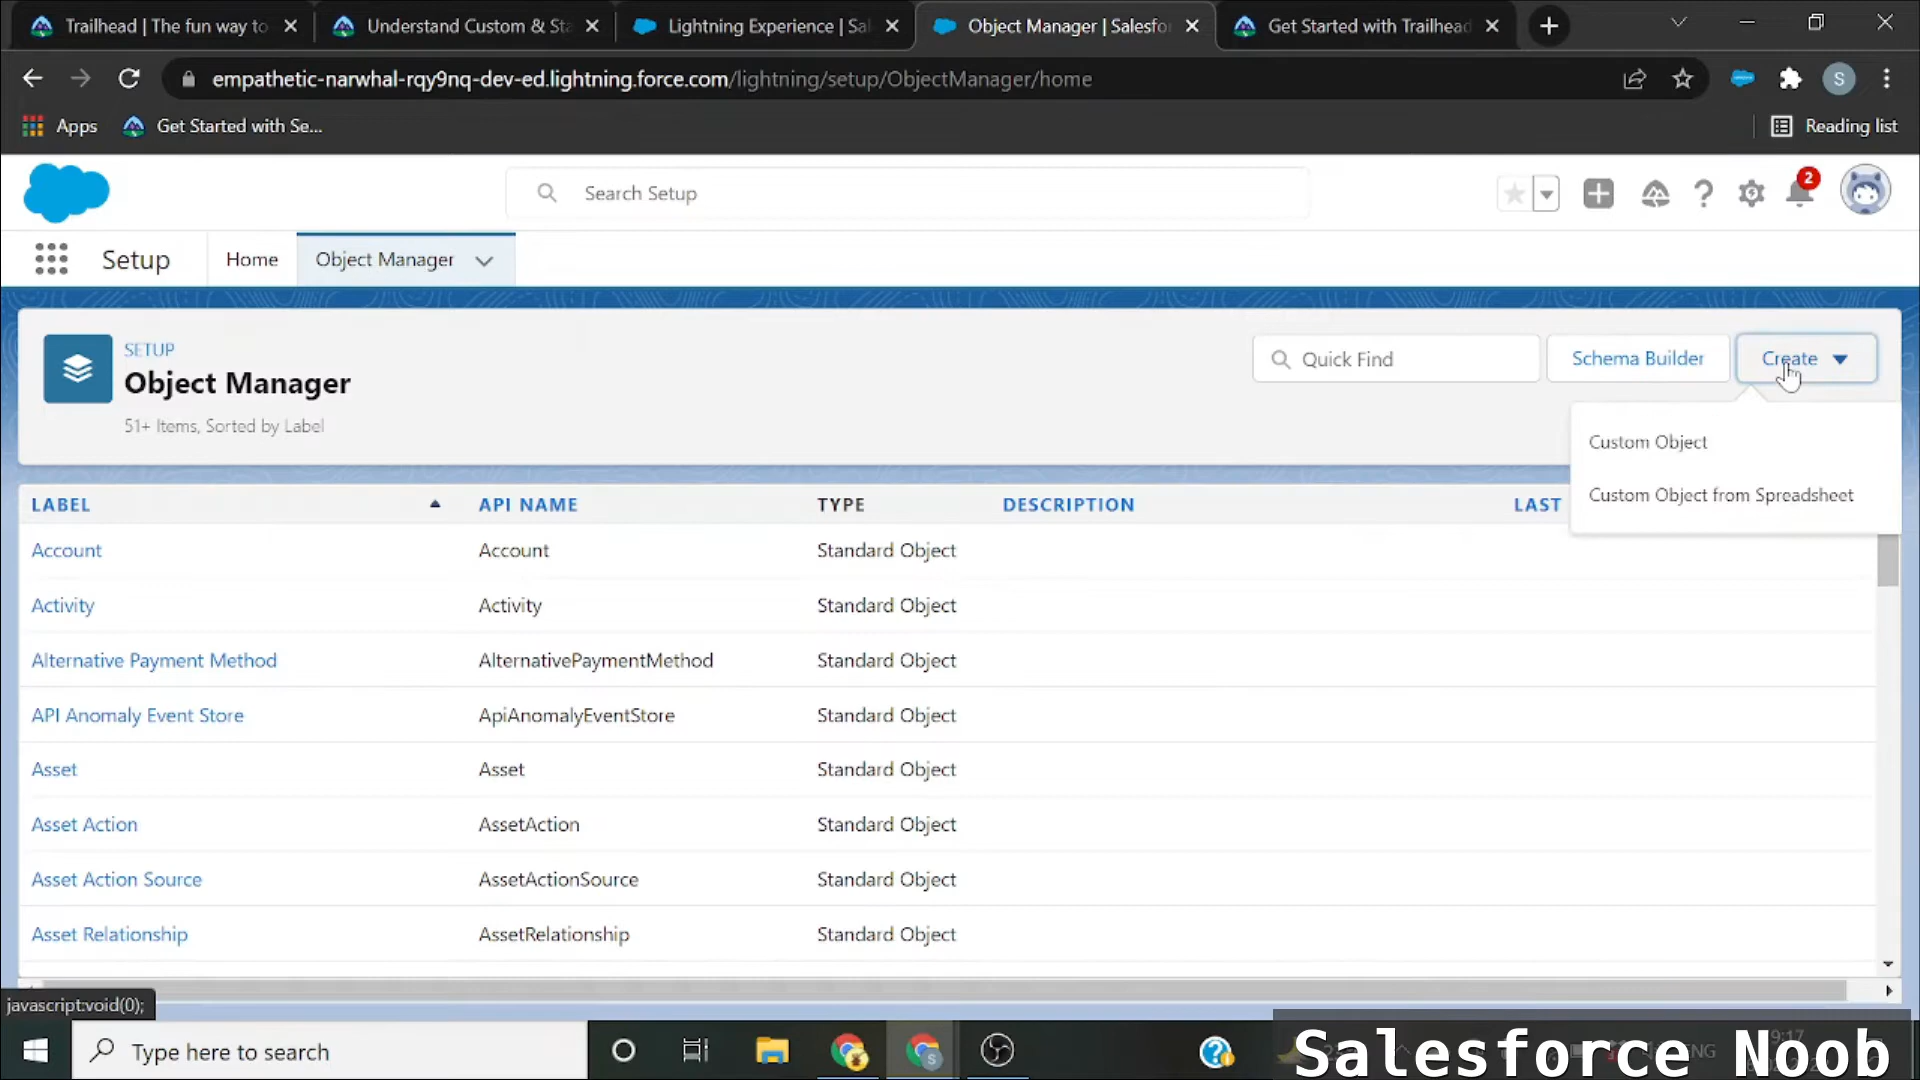 Trailhead | The fun way to
Understand Custom & Sta
Lightning Experience | Sal
Object Manager | Salesfor
Get Started with Trailhead
empathetic-narwhal-rqy9nq-dev-ed.lightning.force.com/lightning/setup/ObjectManager/home
S
Apps
Get Started with Se...
Reading list
Search Setup
2
Setup
Home
Object Manager
SETUP
Object Manager
51+ Items, Sorted by Label
Quick Find
Schema Builder
Create
Custom Object
Custom Object from Spreadsheet
LABEL API NAME TYPE DESCRIPTION LAST
Account Account Standard Object
Activity Activity Standard Object
Alternative Payment Method AlternativePaymentMethod Standard Object
API Anomaly Event Store ApiAnomalyEventStore Standard Object
Asset Asset Standard Object
Asset Action AssetAction Standard Object
Asset Action Source AssetActionSource Standard Object
Asset Relationship AssetRelationship Standard Object
javascript:void(0);
Type here to search
Salesforce Noob